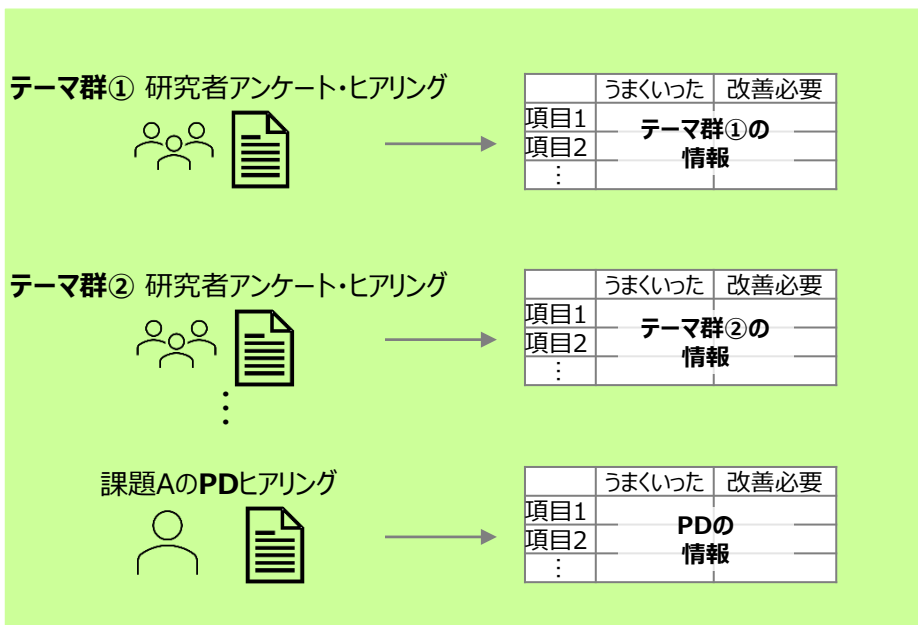 テーマ群① 研究者アンケート・ヒアリング
うまくいった 改善必要
項目1
項目2
⋮
テーマ群①の
情報
テーマ群② 研究者アンケート・ヒアリング
うまくいった 改善必要
項目1
項目2
⋮
テーマ群②の
情報
⋮
課題AのPDヒアリング
うまくいった 改善必要
項目1
項目2
⋮
PDの
情報